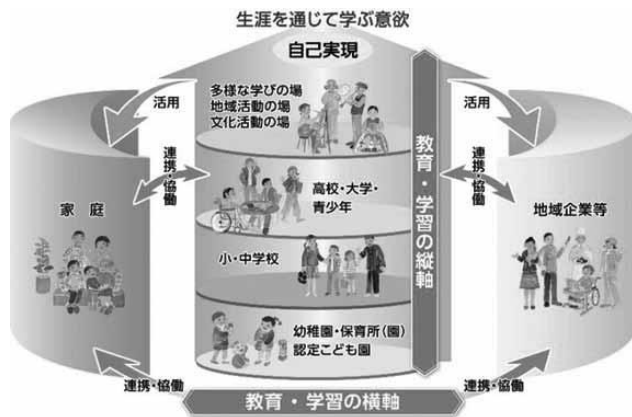 生涯を通じて学ぶ意欲
自己実現
多様な学びの場
地域活動の場
文化活動の場
活用
活用
連携・協働
連携・協働
教育・学習の縦軸
高校・大学・
青少年
家 庭
地域企業等
小・中学校
幼稚園・保育所(園)
認定こども園
連携・協働
連携・協働
教育・学習の横軸